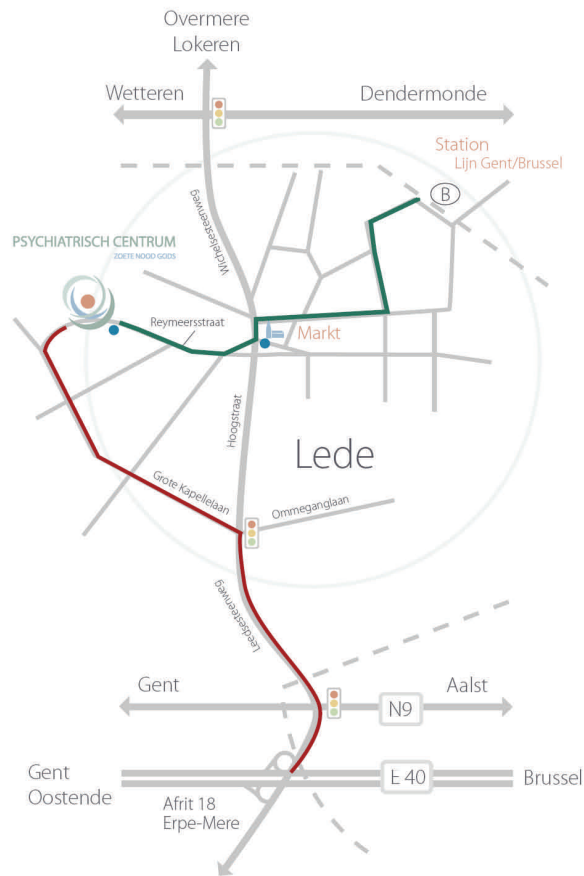 Overmere
Lokeren
Wetteren
Dendermonde
Station
Lijn Gent/Brussel
B
Wichelsesteenweg
PSYCHIATRISCH CENTRUM
ZOETE NOOD GODS
Reymeersstraat
Markt
Hoogstraat
Lede
Grote Kapellelaan
Ommeganglaan
Leedsesteenweg
Gent
Aalst
N9
Gent
Oostende
E 40
Brussel
Afrit 18
Erpe-Mere